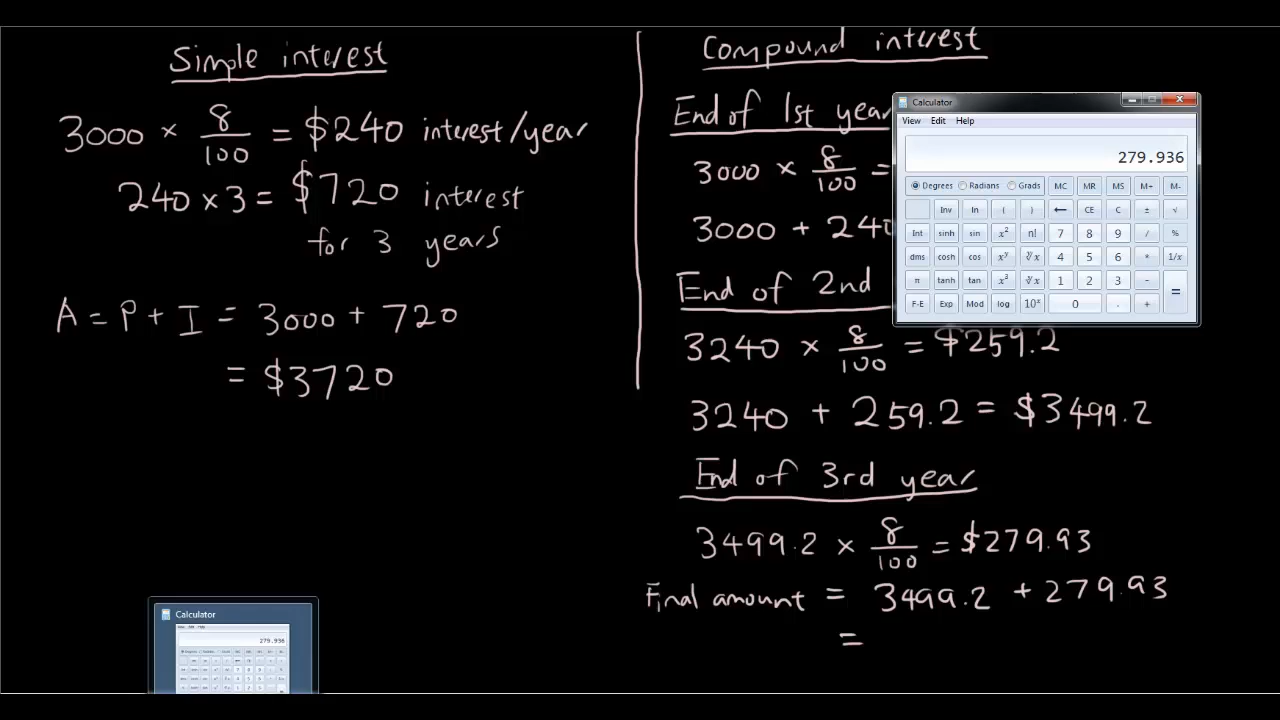 Simple interest
3000 × 8/100 = $240 interest/year
240 × 3 = $720 interest
for 3 years
A = P + I = 3000 + 720
= $3720
Compound interest
End of 1st year
3000 × 8/100 =
3000 + 240
End of 2nd
3240 × 8/100 = $259.2
3240 + 259.2 = $3499.2
End of 3rd year
3499.2 × 8/100 = $279.93
Final amount = 3499.2 + 279.93
=
Calculator
View Edit Help
279.936
Degrees Radians Grads MC MR MS M+ M-
Inv ln ( ) ← CE C ± √
Int sinh sin x² n! 7 8 9 / %
dms cosh cos xʸ ʸ√x 4 5 6 * 1/x
π tanh tan x³ ³√x 1 2 3 - =
F-E Exp Mod log 10ˣ 0 . +
Calculator
279.936